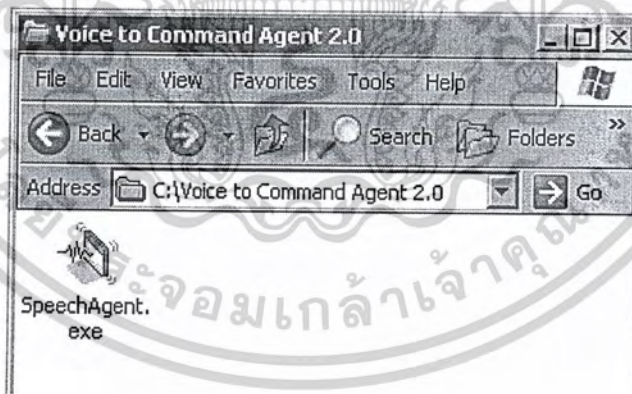 Voice to Command Agent 2.0
File Edit View Favorites Tools Help
Back Search Folders »
Address C:\Voice to Command Agent 2.0 Go
SpeechAgent.
exe
จอมเกล้าเจ้าคุณ